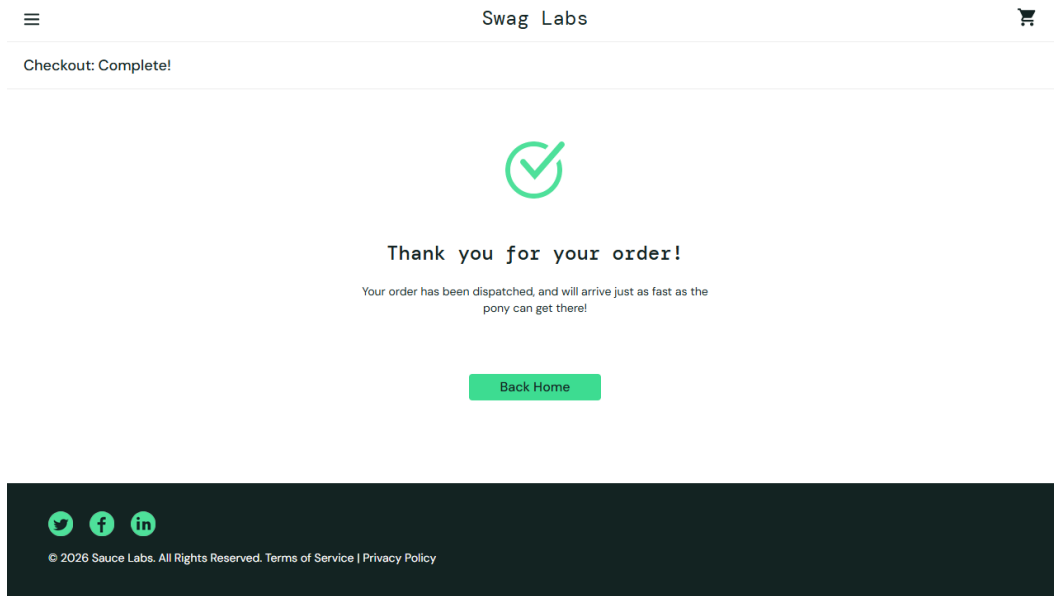 Swag Labs
Checkout: Complete!
Thank you for your order!
Your order has been dispatched, and will arrive just as fast as the
pony can get there!
Back Home
© 2026 Sauce Labs. All Rights Reserved. Terms of Service | Privacy Policy